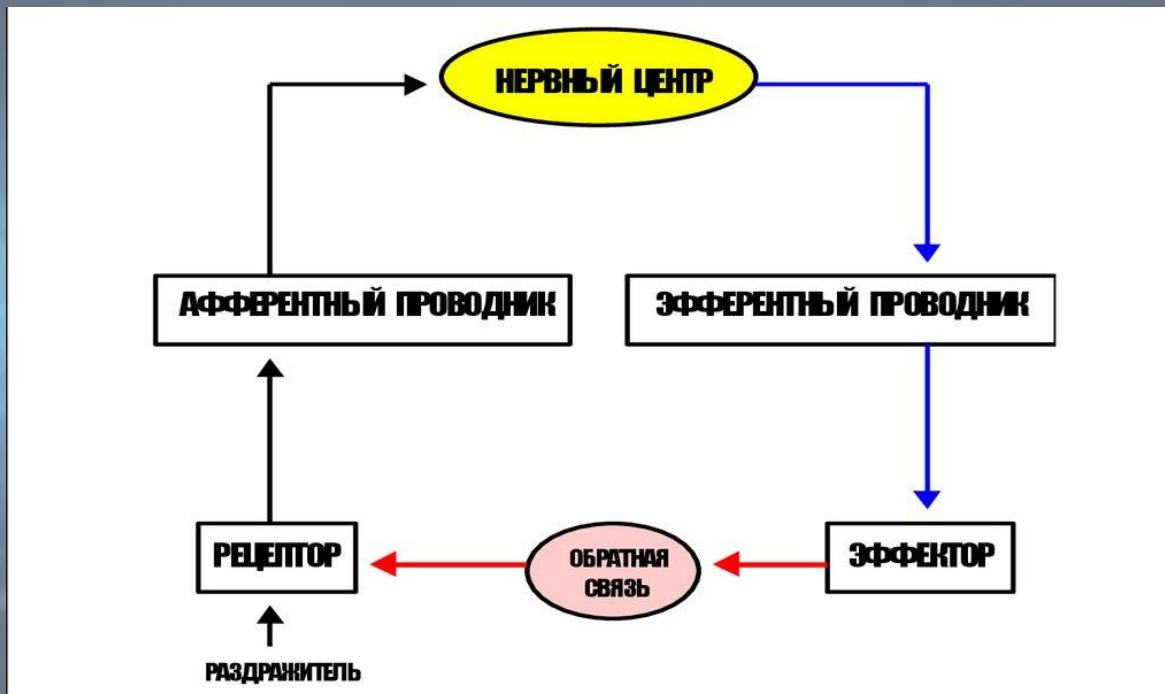 НЕРВНЫЙ ЦЕНТР
АФФЕРЕНТНЫЙ ПРОВОДНИК
ЭФФЕРЕНТНЫЙ ПРОВОДНИК
РЕЦЕПТОР
ОБРАТНАЯ
СВЯЗЬ
ЭФФЕКТОР
РАЗДРАЖИТЕЛЬ